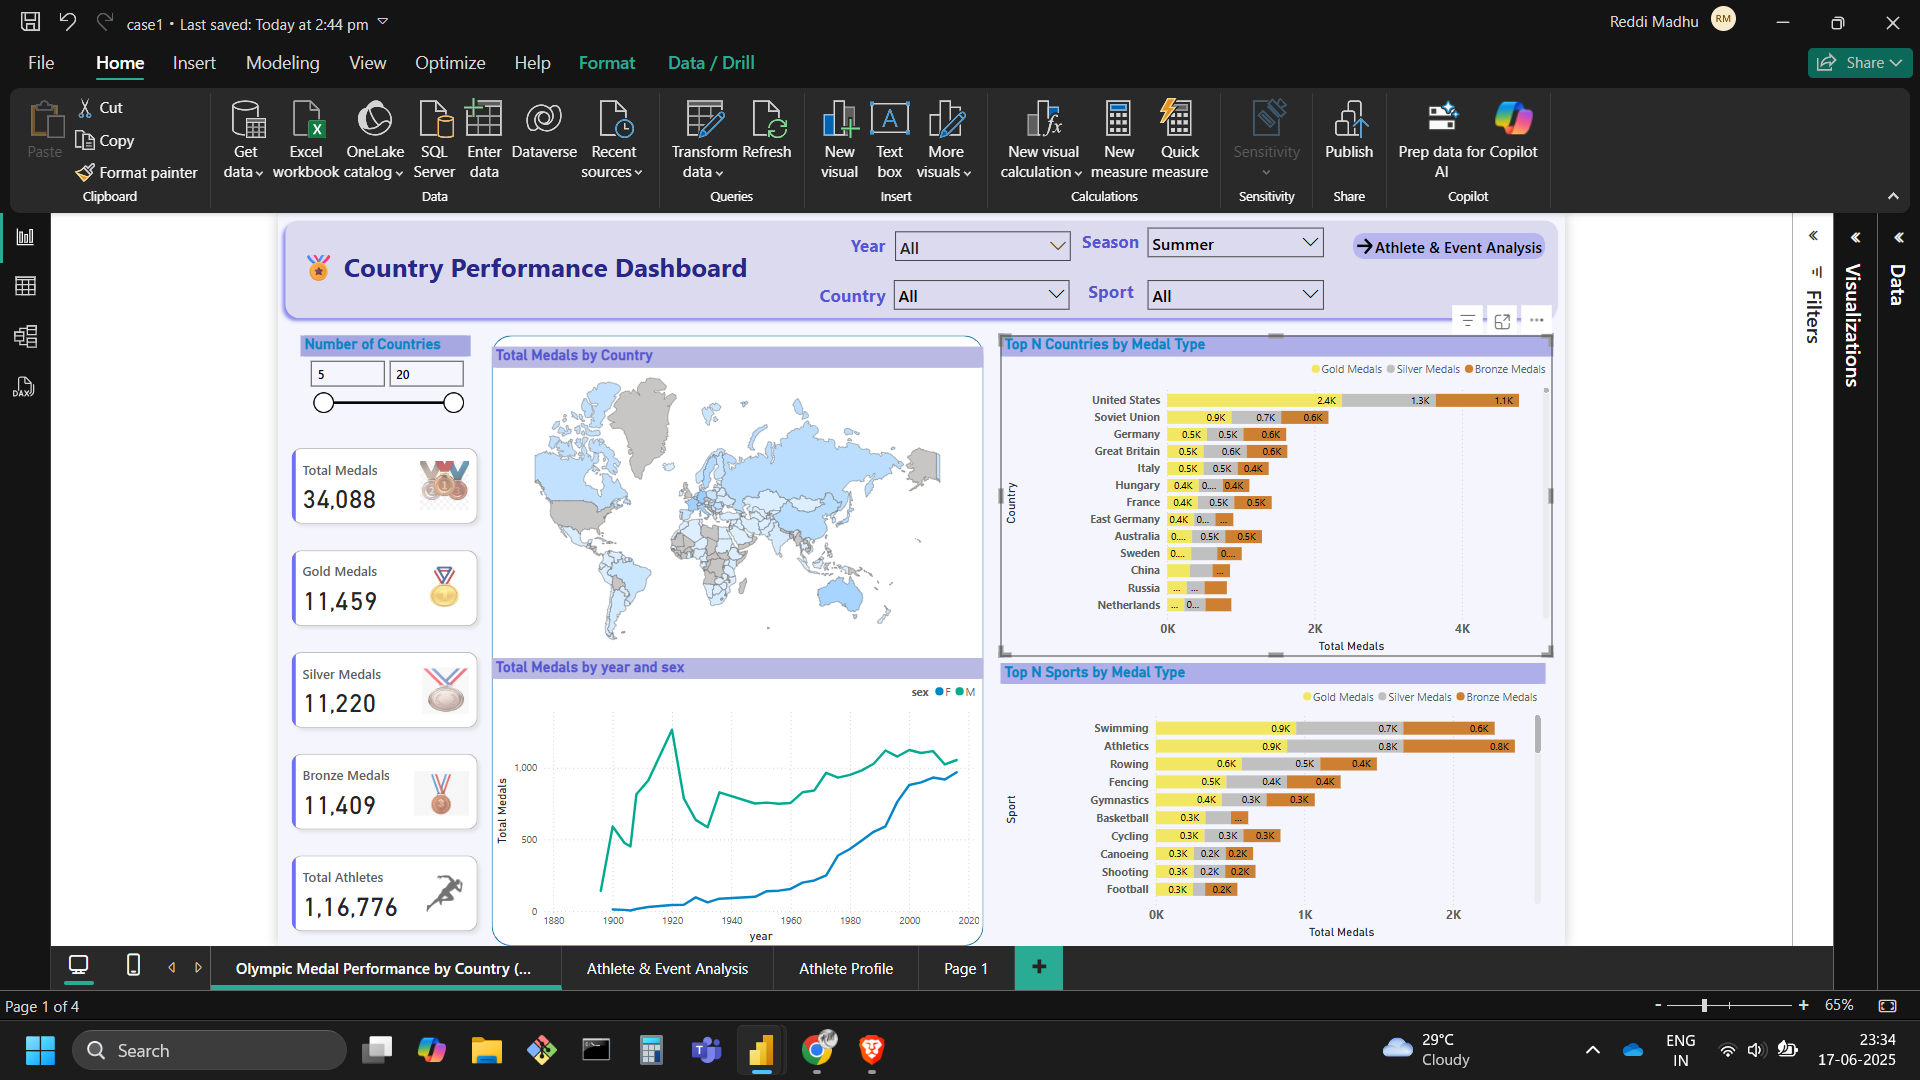 case1 • Last saved: Today at 2:44 pm
Reddi Madhu
RM
File
Home
Insert
Modeling
View
Optimize
Help
Format
Data / Drill
Share
Paste
Cut
Copy
Format painter
Clipboard
Get data
Excel workbook
OneLake catalog
SQL Server
Enter data
Dataverse
Recent sources
Data
Transform data
Refresh
Queries
New visual
Text box
More visuals
Insert
New visual calculation
New measure
Quick measure
Calculations
Sensitivity
Sensitivity
Publish
Share
Prep data for AI
Copilot
Copilot
Country Performance Dashboard
Year
All
Season
Summer
Country
All
Sport
All
Athlete & Event Analysis
Filters
Visualizations
Data
DAX
Number of Countries
5
20
Total Medals
34,088
Gold Medals
11,459
Silver Medals
11,220
Bronze Medals
11,409
Total Athletes
1,16,776
Total Medals by Country
Total Medals by year and sex
sex F M
Total Medals
1,000
500
0
1880 1900 1920 1940 1960 1980 2000 2020
year
Top N Countries by Medal Type
Gold Medals Silver Medals Bronze Medals
Country
United States 2.4K 1.3K 1.1K
Soviet Union 0.9K 0.7K 0.6K
Germany 0.5K 0.5K 0.6K
Great Britain 0.5K 0.6K 0.6K
Italy 0.5K 0.5K 0.4K
Hungary 0.4K 0.... 0.4K
France 0.4K 0.5K 0.5K
East Germany 0.4K 0... ...
Australia 0.... 0.5K 0.5K
Sweden 0.... 0....
China ...
Russia ... ...
Netherlands ... 0...
0K 2K 4K
Total Medals
Top N Sports by Medal Type
Gold Medals Silver Medals Bronze Medals
Sport
Swimming 0.9K 0.7K 0.6K
Athletics 0.9K 0.8K 0.8K
Rowing 0.6K 0.5K 0.4K
Fencing 0.5K 0.4K 0.4K
Gymnastics 0.4K 0.3K 0.3K
Basketball 0.3K ...
Cycling 0.3K 0.3K 0.3K
Canoeing 0.3K 0.2K 0.2K
Shooting 0.3K 0.2K 0.2K
Football 0.3K 0.2K
0K 1K 2K
Total Medals
Olympic Medal Performance by Country (...
Athlete & Event Analysis
Athlete Profile
Page 1
Page 1 of 4
- + 65%
Search
29°C
Cloudy
ENG
IN
23:34
17-06-2025